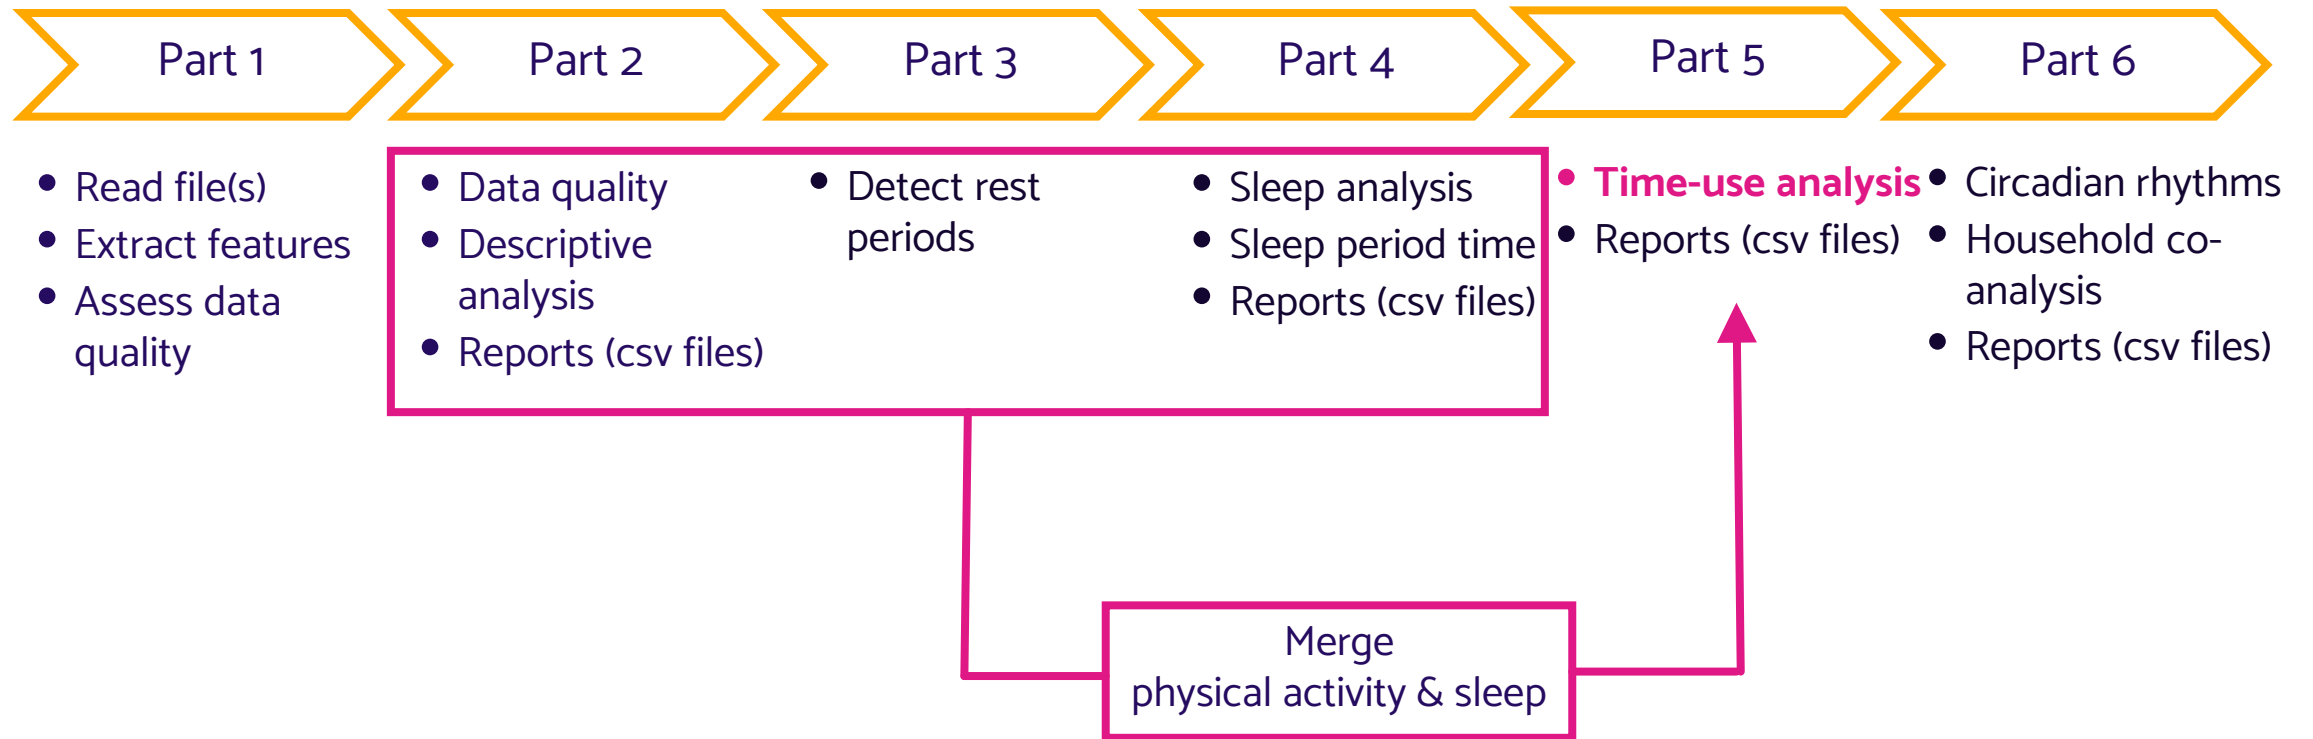 Part 1
Part 2
Part 3
Part 4
Part 5
Part 6
Read file(s)
Extract features
Assess data
quality
Data quality
Descriptive
analysis
Reports (csv files)
Detect rest
periods
Sleep analysis
Sleep period time
Reports (csv files)
Time-use analysis
Reports (csv files)
Circadian rhythms
Household co-
analysis
Reports (csv files)
Merge
physical activity & sleep